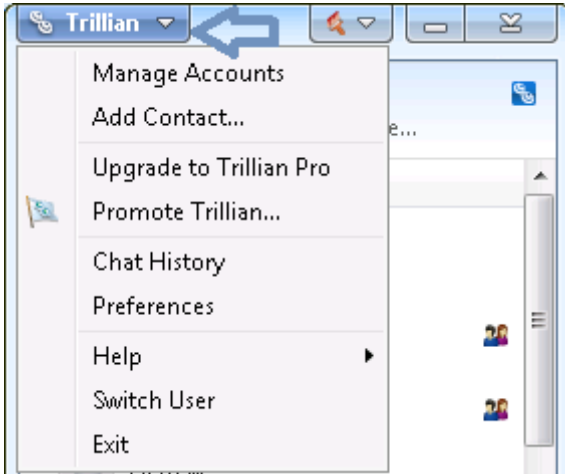 Trillian
Manage Accounts
Add Contact...
e...
Upgrade to Trillian Pro
Promote Trillian...
Chat History
Preferences
Help
Switch User
Exit